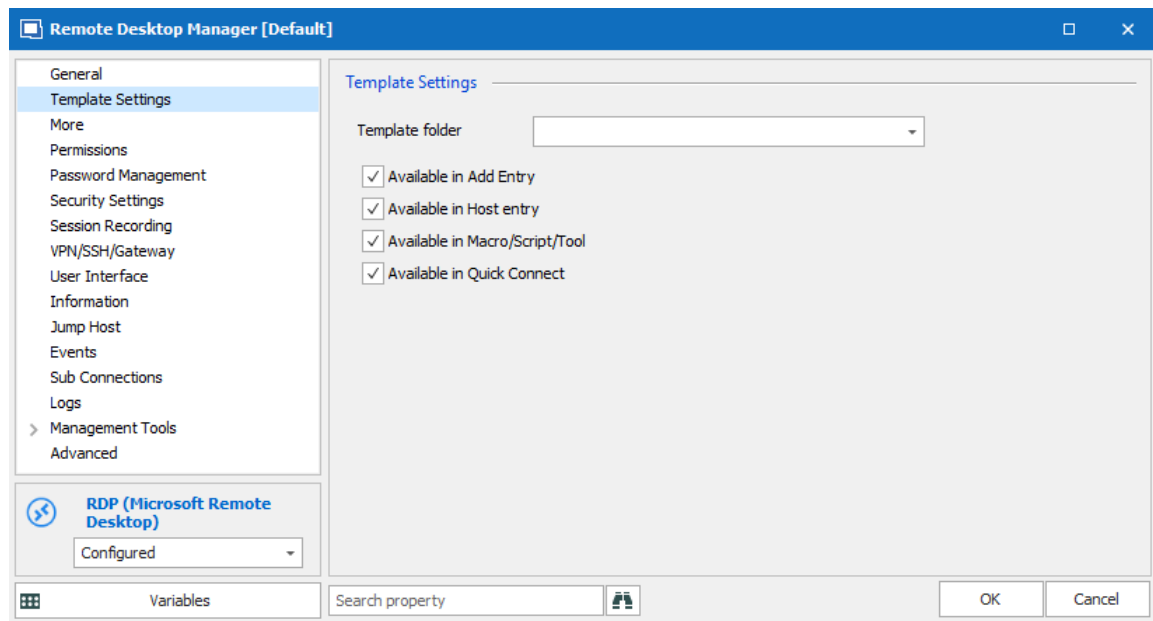 Remote Desktop Manager [Default]
General
Template Settings
More
Permissions
Password Management
Security Settings
Session Recording
VPN/SSH/Gateway
User Interface
Information
Jump Host
Events
Sub Connections
Logs
Management Tools
Advanced
RDP (Microsoft Remote
Desktop)
Configured
Variables
Template Settings
Template folder
Available in Add Entry
Available in Host entry
Available in Macro/Script/Tool
Available in Quick Connect
Search property
OK
Cancel